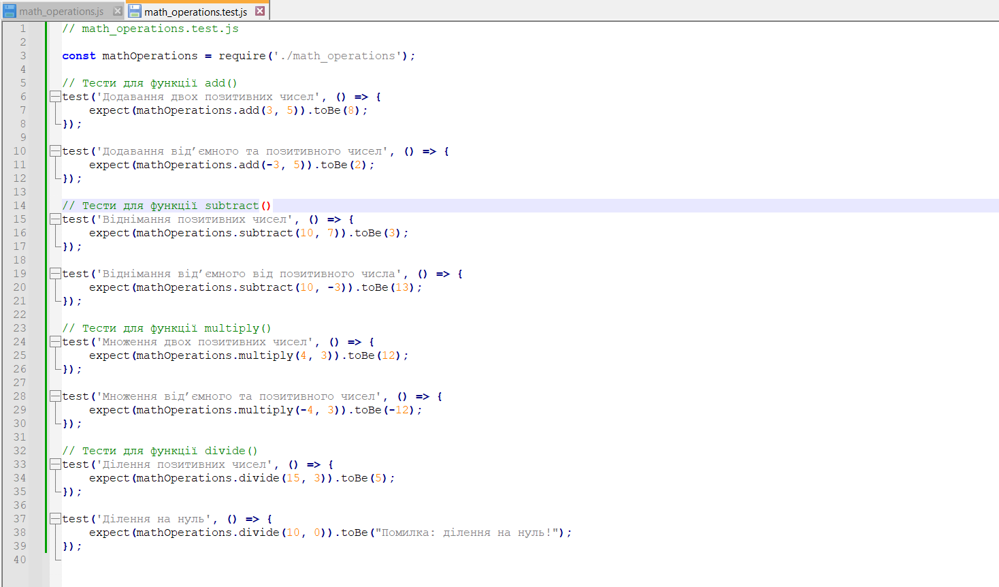 math_operations.js
math_operations.test.js
1 // math_operations.test.js
2
3 const mathOperations = require('./math_operations');
4
5 // Тести для функції add()
6 test('Додавання двох позитивних чисел', () => {
7 expect(mathOperations.add(3, 5)).toBe(8);
8 });
9
10 test('Додавання від’ємного та позитивного чисел', () => {
11 expect(mathOperations.add(-3, 5)).toBe(2);
12 });
13
14 // Тести для функції subtract()
15 test('Віднімання позитивних чисел', () => {
16 expect(mathOperations.subtract(10, 7)).toBe(3);
17 });
18
19 test('Віднімання від’ємного від позитивного числа', () => {
20 expect(mathOperations.subtract(10, -3)).toBe(13);
21 });
22
23 // Тести для функції multiply()
24 test('Множення двох позитивних чисел', () => {
25 expect(mathOperations.multiply(4, 3)).toBe(12);
26 });
27
28 test('Множення від’ємного та позитивного чисел', () => {
29 expect(mathOperations.multiply(-4, 3)).toBe(-12);
30 });
31
32 // Тести для функції divide()
33 test('Ділення позитивних чисел', () => {
34 expect(mathOperations.divide(15, 3)).toBe(5);
35 });
36
37 test('Ділення на нуль', () => {
38 expect(mathOperations.divide(10, 0)).toBe("Помилка: ділення на нуль!");
39 });
40